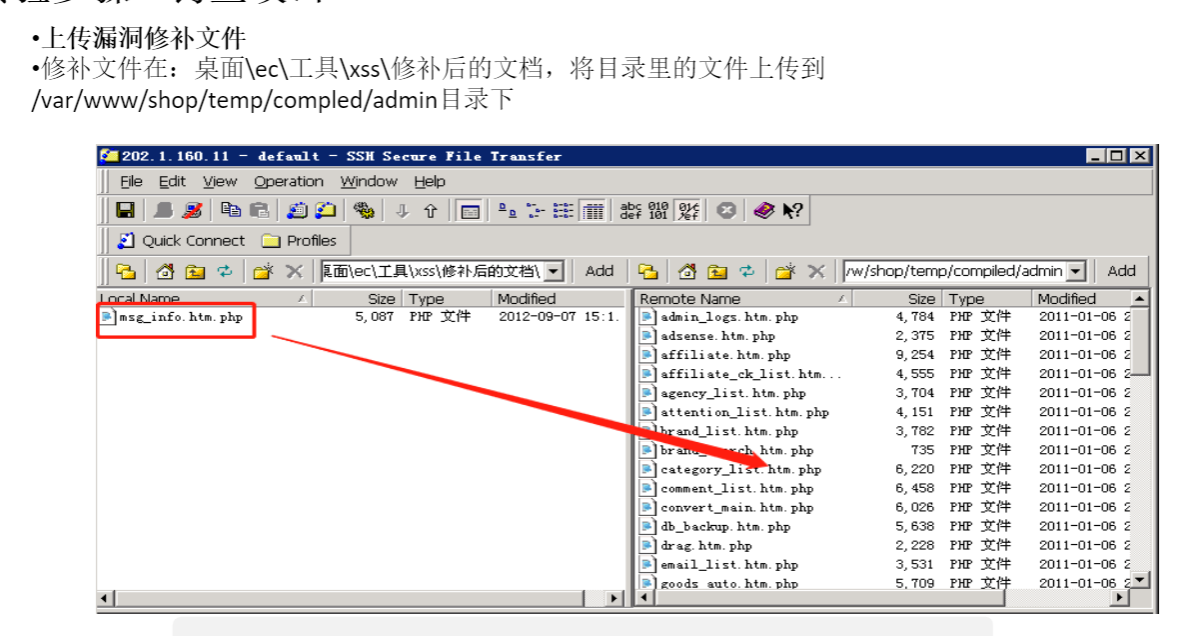 •上传漏洞修补文件
•修补文件在：桌面\ec\工具\xss\修补后的文档，将目录里的文件上传到
/var/www/shop/temp/compled/admin目录下
202.1.160.11 - default - SSH Secure File Transfer
File Edit View Operation Window Help
Quick Connect Profiles
面\ec\工具\xss\修补后的文档\ Add /w/shop/temp/compiled/admin Add
Local Name Size Type Modified Remote Name Size Type Modified
msg_info.htm.php 5,087 PHP 文件 2012-09-07 15:1. admin_logs.htm.php 4,784 PHP 文件 2011-01-06 2
adsense.htm.php 2,375 PHP 文件 2011-01-06 2
affiliate.htm.php 9,254 PHP 文件 2011-01-06 2
affiliate_ck_list.htm... 4,555 PHP 文件 2011-01-06 2
agency_list.htm.php 3,704 PHP 文件 2011-01-06 2
attention_list.htm.php 4,151 PHP 文件 2011-01-06 2
brand_list.htm.php 3,782 PHP 文件 2011-01-06 2
735 PHP 文件 2011-01-06 2
category_list.htm.php 6,220 PHP 文件 2011-01-06 2
comment_list.htm.php 6,458 PHP 文件 2011-01-06 2
convert_main.htm.php 6,026 PHP 文件 2011-01-06 2
db_backup.htm.php 5,638 PHP 文件 2011-01-06 2
drag.htm.php 2,228 PHP 文件 2011-01-06 2
email_list.htm.php 3,531 PHP 文件 2011-01-06 2
goods_auto.htm.php 5,709 PHP 文件 2011-01-06 2